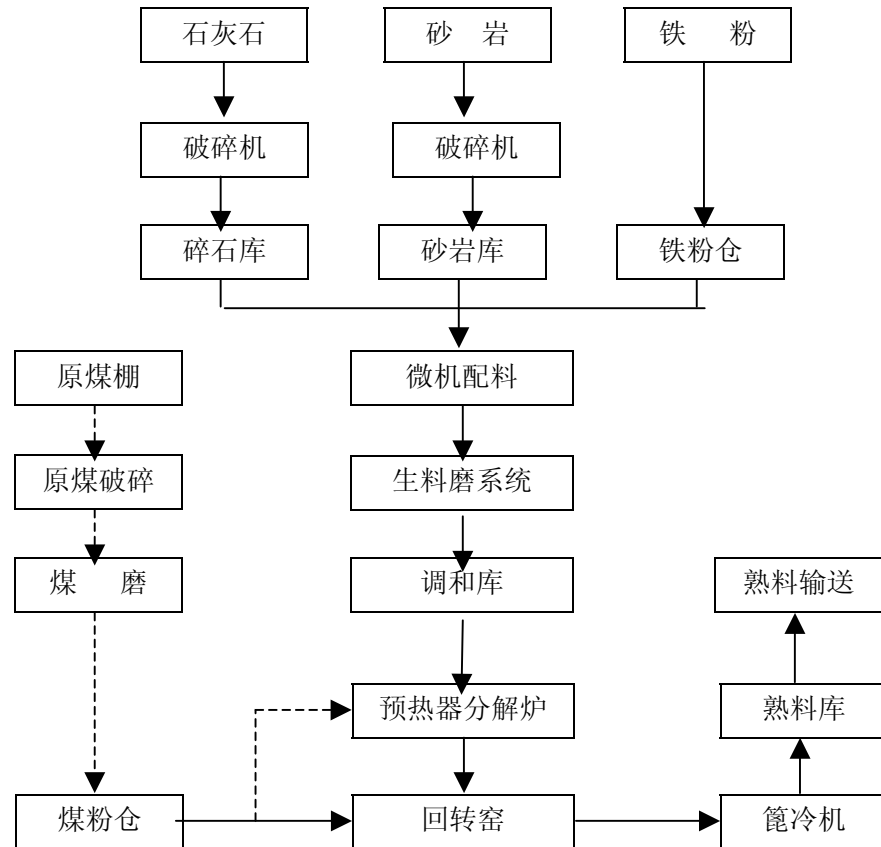 石灰石
砂 岩
铁 粉
破碎机
破碎机
碎石库
砂岩库
铁粉仓
原煤棚
微机配料
原煤破碎
生料磨系统
煤 磨
调和库
熟料输送
预热器分解炉
熟料库
煤粉仓
回转窑
篦冷机